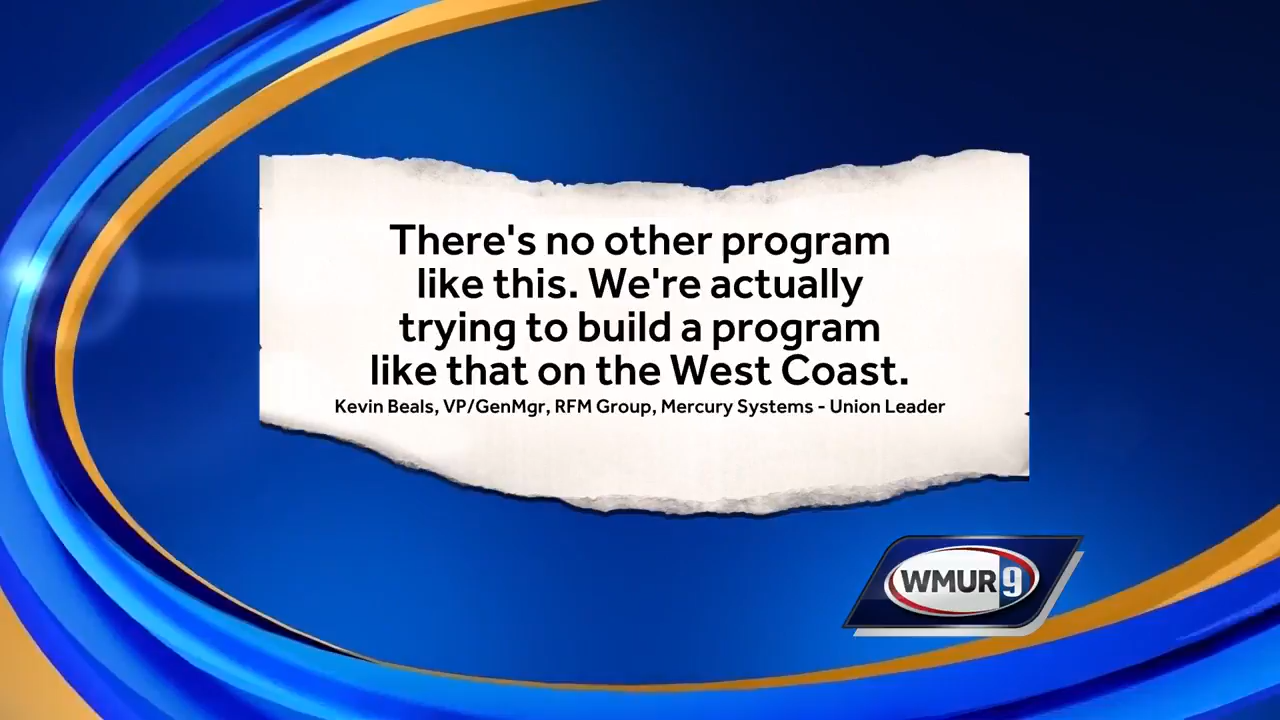 There's no other program
like this. We're actually
trying to build a program
like that on the West Coast.
Kevin Beals, VP/GenMgr, RFM Group, Mercury Systems - Union Leader
WMUR9